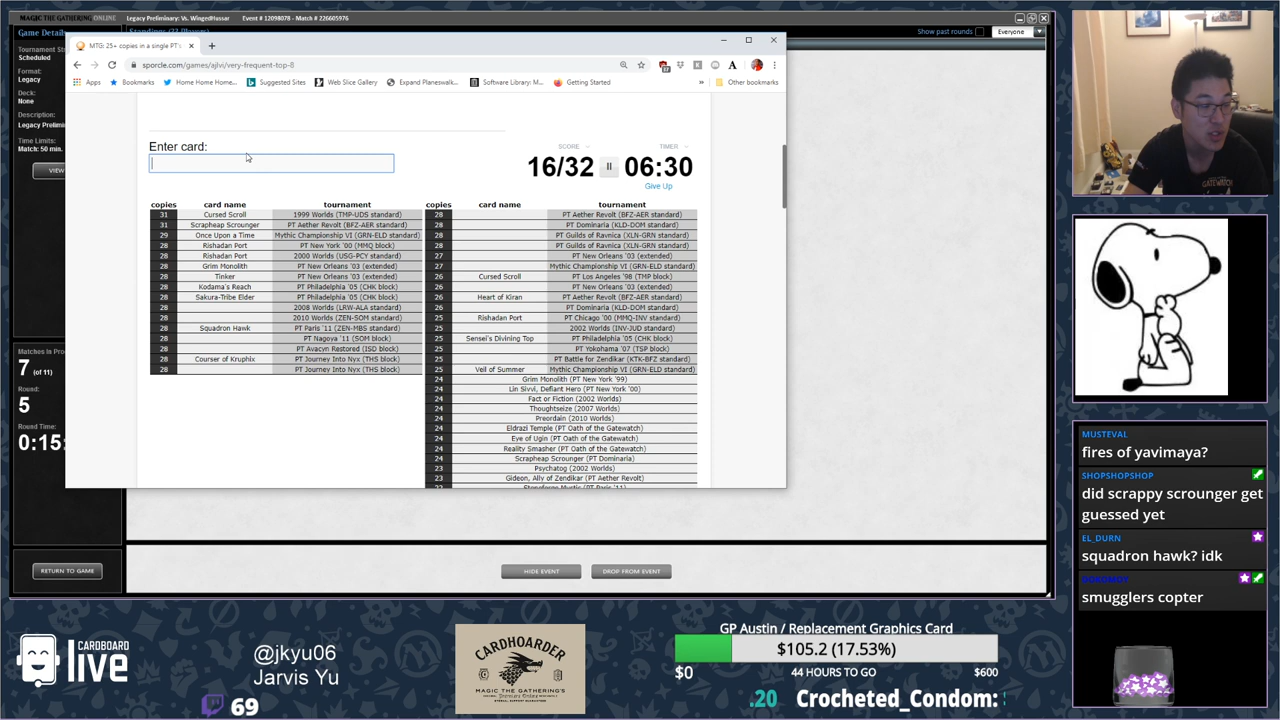 MAGIC THE GATHERING ONLINE Legacy Preliminary: Vs. WingedHussar Event # 12098078 - Match # 226605976
Game Details
Show past rounds
Everyone
Scheduled
Format:
Legacy
Deck:
None
Description:
Time Limits:
Match: 50 min.
VIEW
7 (of 11)
Round:
5
Round Time:
RETURN TO GAME
HIDE EVENT
DROP FROM EVENT
sporcle.com/games/ajlvi/very-frequent-top-8
Apps
Bookmarks
Home Home Home...
Suggested Sites
Web Slice Gallery
Expand Planeswalk...
Software Library: M...
Getting Started
»
Other bookmarks
Enter card:
SCORE
TIMER
16/32
06:30
Give Up
copies card name tournament
31 Cursed Scroll 1999 Worlds (TMP-UDS standard)
31 Scrapheap Scrounger PT Aether Revolt (BFZ-AER standard)
29 Once Upon a Time Mythic Championship VI (GRN-ELD standard)
28 Rishadan Port PT New York '00 (MMQ block)
28 Rishadan Port 2000 Worlds (USG-PCY standard)
28 Grim Monolith PT New Orleans '03 (extended)
28 Tinker PT New Orleans '03 (extended)
28 Kodama's Reach PT Philadelphia '05 (CHK block)
28 Sakura-Tribe Elder PT Philadelphia '05 (CHK block)
28 2008 Worlds (LRW-ALA standard)
28 2010 Worlds (ZEN-SOM standard)
28 Squadron Hawk PT Paris '11 (ZEN-MBS standard)
28 PT Nagoya '11 (SOM block)
28 PT Avacyn Restored (ISD block)
28 Courser of Kruphix PT Journey Into Nyx (THS block)
28 PT Journey Into Nyx (THS block)
copies card name tournament
28 PT Aether Revolt (BFZ-AER standard)
28 PT Dominaria (KLD-DOM standard)
28 PT Guilds of Ravnica (XLN-GRN standard)
28 PT Guilds of Ravnica (XLN-GRN standard)
27 PT New Orleans '03 (extended)
27 Mythic Championship VI (GRN-ELD standard)
26 Cursed Scroll PT Los Angeles '98 (TMP block)
26 PT New Orleans '03 (extended)
26 Heart of Kiran PT Aether Revolt (BFZ-AER standard)
26 PT Dominaria (KLD-DOM standard)
25 Rishadan Port PT Chicago '00 (MMQ-INV standard)
25 2002 Worlds (INV-JUD standard)
25 Sensei's Divining Top PT Philadelphia '05 (CHK block)
25 PT Yokohama '07 (TSP block)
25 PT Battle for Zendikar (KTK-BFZ standard)
25 Veil of Summer Mythic Championship VI (GRN-ELD standard)
24 Grim Monolith (PT New York '99)
24 Lin Sivvi, Defiant Hero (PT New York '00)
24 Fact or Fiction (2002 Worlds)
24 Thoughtseize (2007 Worlds)
24 Preordain (2010 Worlds)
24 Eldrazi Temple (PT Oath of the Gatewatch)
24 Eye of Ugin (PT Oath of the Gatewatch)
24 Reality Smasher (PT Oath of the Gatewatch)
24 Scrapheap Scrounger (PT Dominaria)
23 Psychatog (2002 Worlds)
23 Gideon, Ally of Zendikar (PT Aether Revolt)
GATEWATCH
MUSTEVAL
fires of yavimaya?
SHOPSHOPSHOP
did scrappy scrounger get
guessed yet
EL_DURN
squadron hawk? idk
smugglers copter
CARDBOARD
live
@jkyu06
Jarvis Yu
69
CARDHOARDER
MAGIC THE GATHERING'S
GP Austin / Replacement Graphics Card
$105.2 (17.53%)
$0
44 HOURS TO GO
$600
.20 Crocheted_Condom: